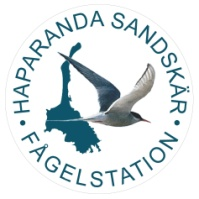 • HAPARANDA SANDSKÄR •
FÅGELSTATION